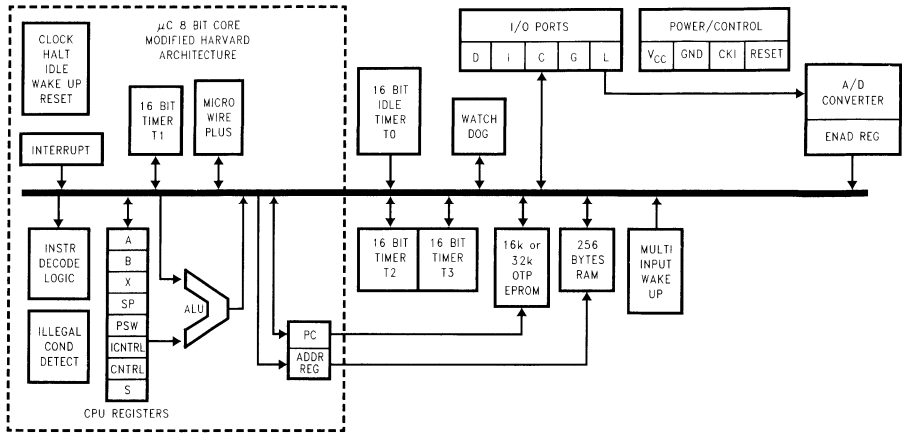 μC 8 BIT CORE
MODIFIED HARVARD
ARCHITECTURE
CLOCK
HALT
IDLE
WAKE UP
RESET
INTERRUPT
16 BIT
TIMER
T1
MICRO
WIRE
PLUS
16 BIT
IDLE
TIMER
T0
WATCH
DOG
I/O PORTS
D I C G L
POWER/CONTROL
VCC GND CKI RESET
A/D
CONVERTER
ENAD REG
INSTR
DECODE
LOGIC
ILLEGAL
COND
DETECT
A
B
X
SP
PSW
ICNTRL
CNTRL
S
CPU REGISTERS
ALU
PC
ADDR
REG
16 BIT
TIMER
T2
16 BIT
TIMER
T3
16k or
32k
OTP
EPROM
256
BYTES
RAM
MULTI
INPUT
WAKE
UP